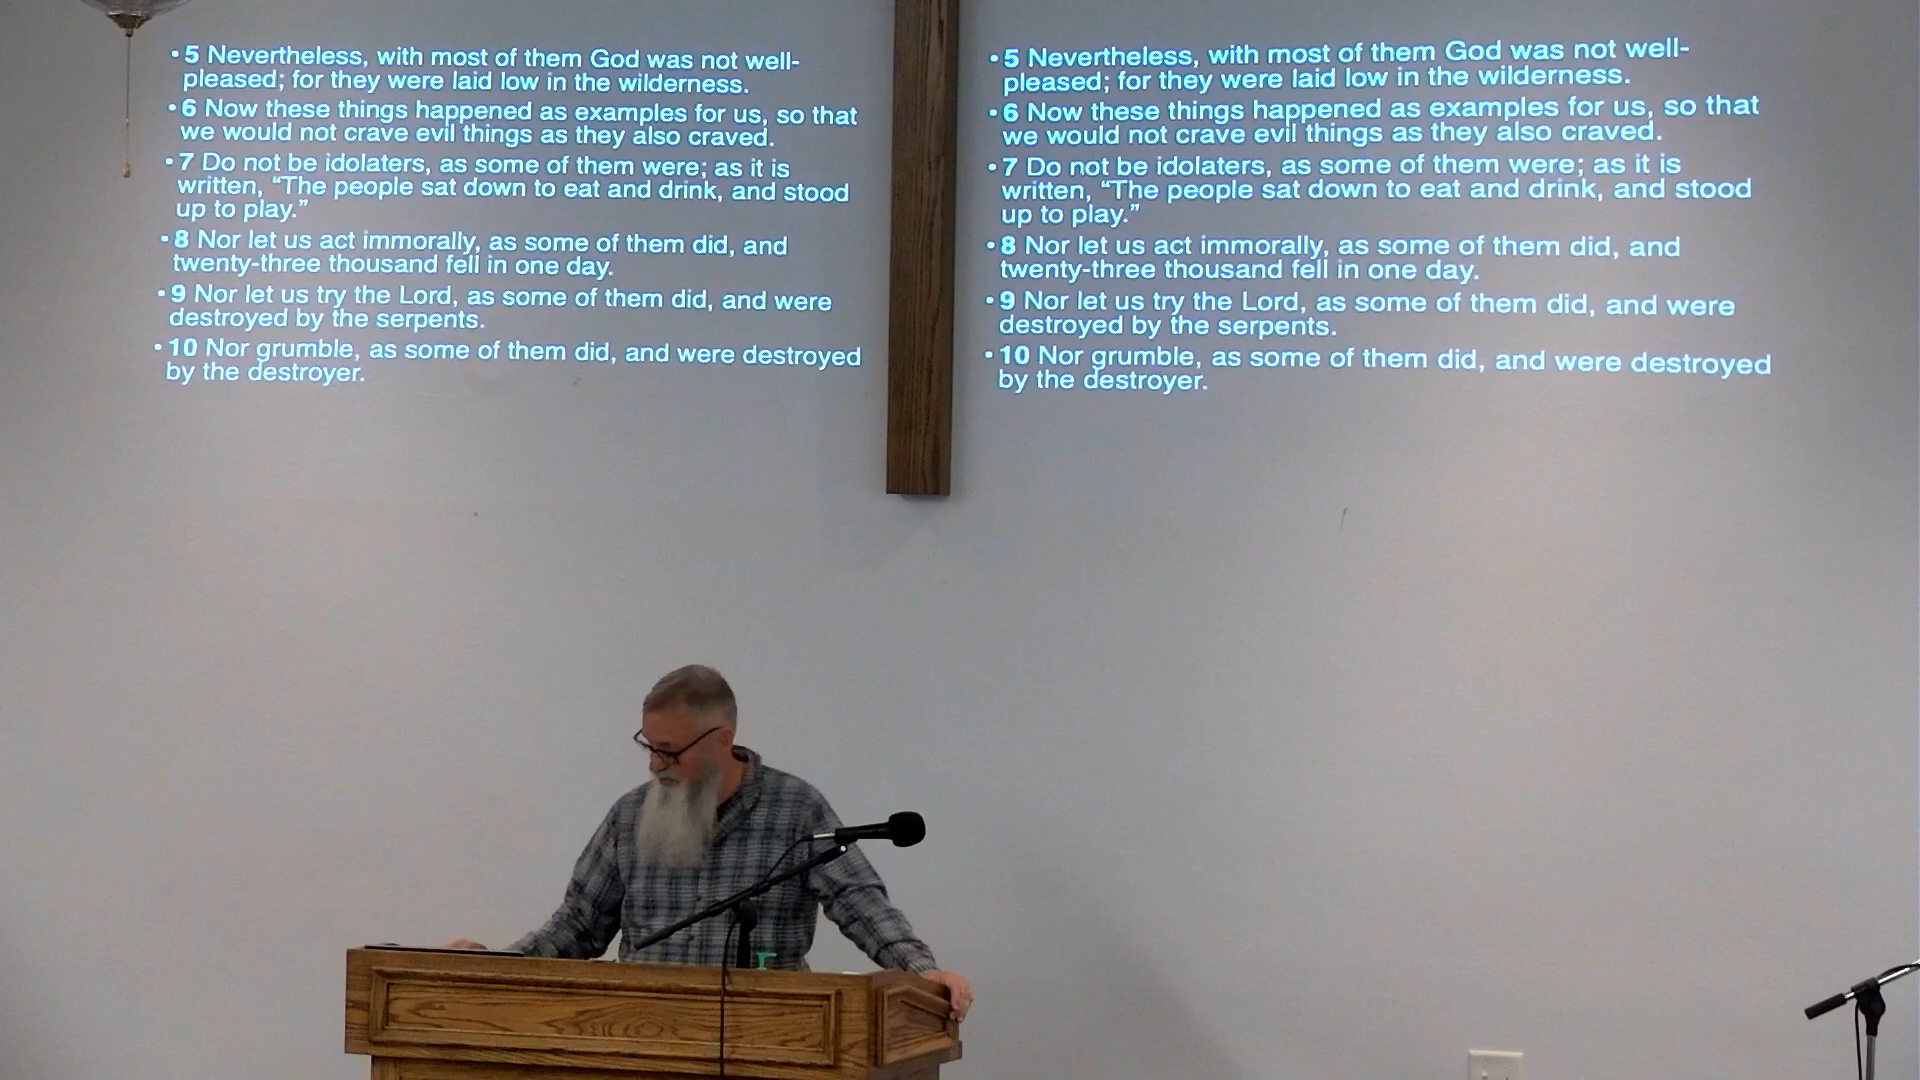 • 5 Nevertheless, with most of them God was not well-
pleased; for they were laid low in the wilderness.
• 6 Now these things happened as examples for us, so that
we would not crave evil things as they also craved.
• 7 Do not be idolaters, as some of them were; as it is
written, “The people sat down to eat and drink, and stood
up to play.”
• 8 Nor let us act immorally, as some of them did, and
twenty-three thousand fell in one day.
• 9 Nor let us try the Lord, as some of them did, and were
destroyed by the serpents.
• 10 Nor grumble, as some of them did, and were destroyed
by the destroyer.
• 5 Nevertheless, with most of them God was not well-
pleased; for they were laid low in the wilderness.
• 6 Now these things happened as examples for us, so that
we would not crave evil things as they also craved.
• 7 Do not be idolaters, as some of them were; as it is
written, “The people sat down to eat and drink, and stood
up to play.”
• 8 Nor let us act immorally, as some of them did, and
twenty-three thousand fell in one day.
• 9 Nor let us try the Lord, as some of them did, and were
destroyed by the serpents.
• 10 Nor grumble, as some of them did, and were destroyed
by the destroyer.